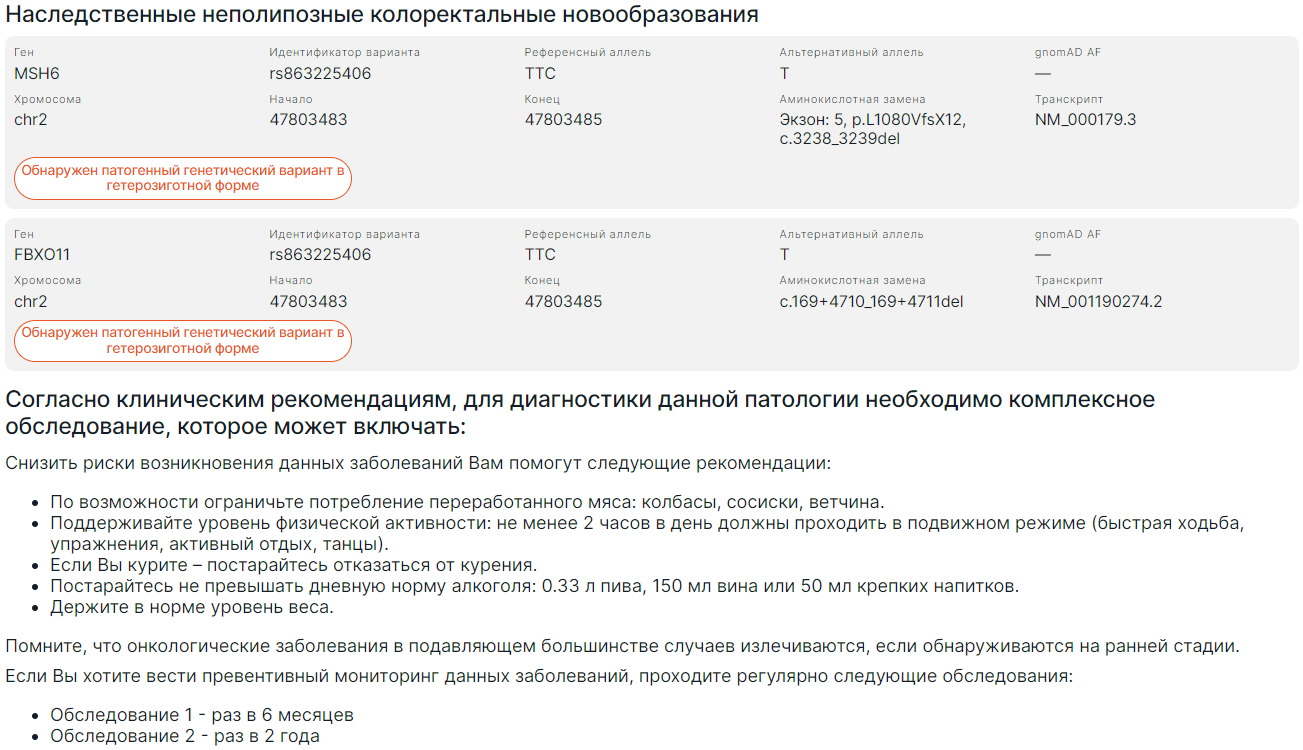 Наследственные неполипозные колоректальные новообразования
Ген Идентификатор варианта Референсный аллель Альтернативный аллель gnomAD AF
MSH6 rs863225406 TTC T —
Хромосома Начало Конец Аминокислотная замена Транскрипт
chr2 47803483 47803485 Экзон: 5, p.L1080VfsX12, NM_000179.3
c.3238_3239del
Обнаружен патогенный генетический вариант в
гетерозиготной форме
Ген Идентификатор варианта Референсный аллель Альтернативный аллель gnomAD AF
FBXO11 rs863225406 TTC T —
Хромосома Начало Конец Аминокислотная замена Транскрипт
chr2 47803483 47803485 c.169+4710_169+4711del NM_001190274.2
Обнаружен патогенный генетический вариант в
гетерозиготной форме
Согласно клиническим рекомендациям, для диагностики данной патологии необходимо комплексное
обследование, которое может включать:
Снизить риски возникновения данных заболеваний Вам помогут следующие рекомендации:
• По возможности ограничьте потребление переработанного мяса: колбасы, сосиски, ветчина.
• Поддерживайте уровень физической активности: не менее 2 часов в день должны проходить в подвижном режиме (быстрая ходьба,
упражнения, активный отдых, танцы).
• Если Вы курите – постарайтесь отказаться от курения.
• Постарайтесь не превышать дневную норму алкоголя: 0.33 л пива, 150 мл вина или 50 мл крепких напитков.
• Держите в норме уровень веса.
Помните, что онкологические заболевания в подавляющем большинстве случаев излечиваются, если обнаруживаются на ранней стадии.
Если Вы хотите вести превентивный мониторинг данных заболеваний, проходите регулярно следующие обследования:
• Обследование 1 - раз в 6 месяцев
• Обследование 2 - раз в 2 года